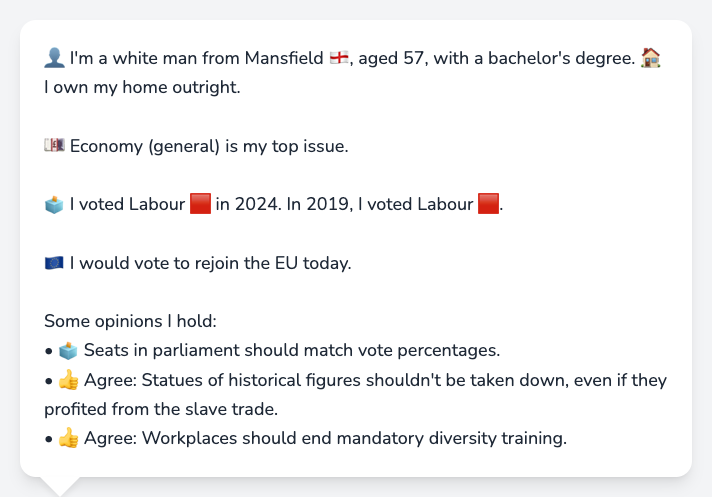 👤 I'm a white man from Mansfield 🏴󠁧󠁢󠁥󠁮󠁧󠁿, aged 57, with a bachelor's degree. 🏠
I own my home outright.
💷 Economy (general) is my top issue.
🗳️ I voted Labour 🟥 in 2024. In 2019, I voted Labour 🟥.
🇪🇺 I would vote to rejoin the EU today.
Some opinions I hold:
• 🗳️ Seats in parliament should match vote percentages.
• 👍 Agree: Statues of historical figures shouldn't be taken down, even if they
profited from the slave trade.
• 👍 Agree: Workplaces should end mandatory diversity training.